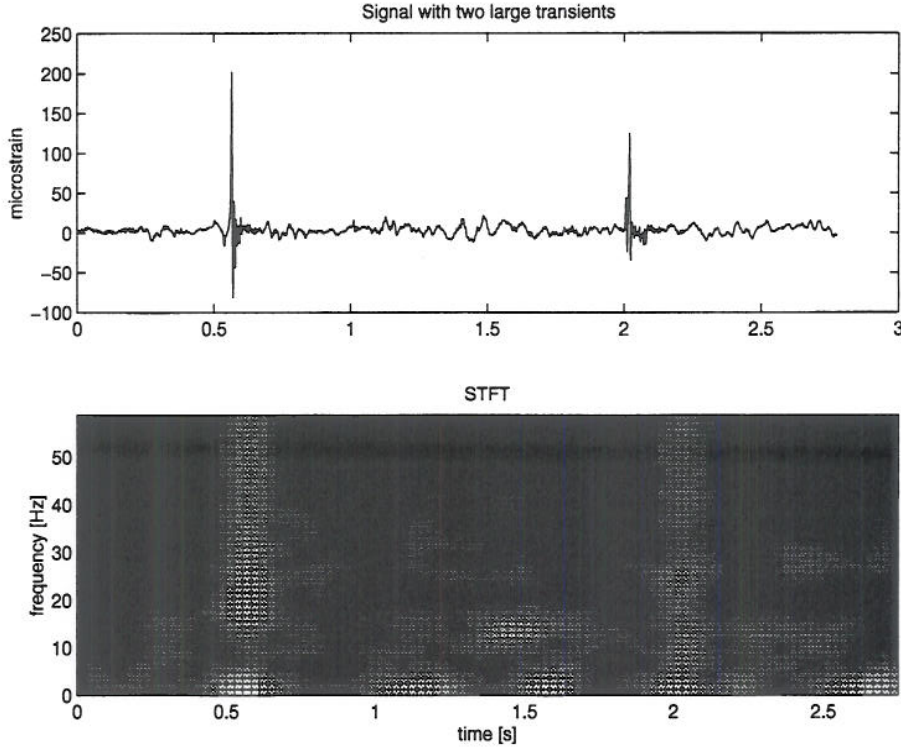 Signal with two large transients
250
200
150
100
50
0
−50
−100
microstrain
0 0.5 1 1.5 2 2.5 3
STFT
50
40
30
20
10
0
frequency [Hz]
0 0.5 1 1.5 2 2.5
time [s]